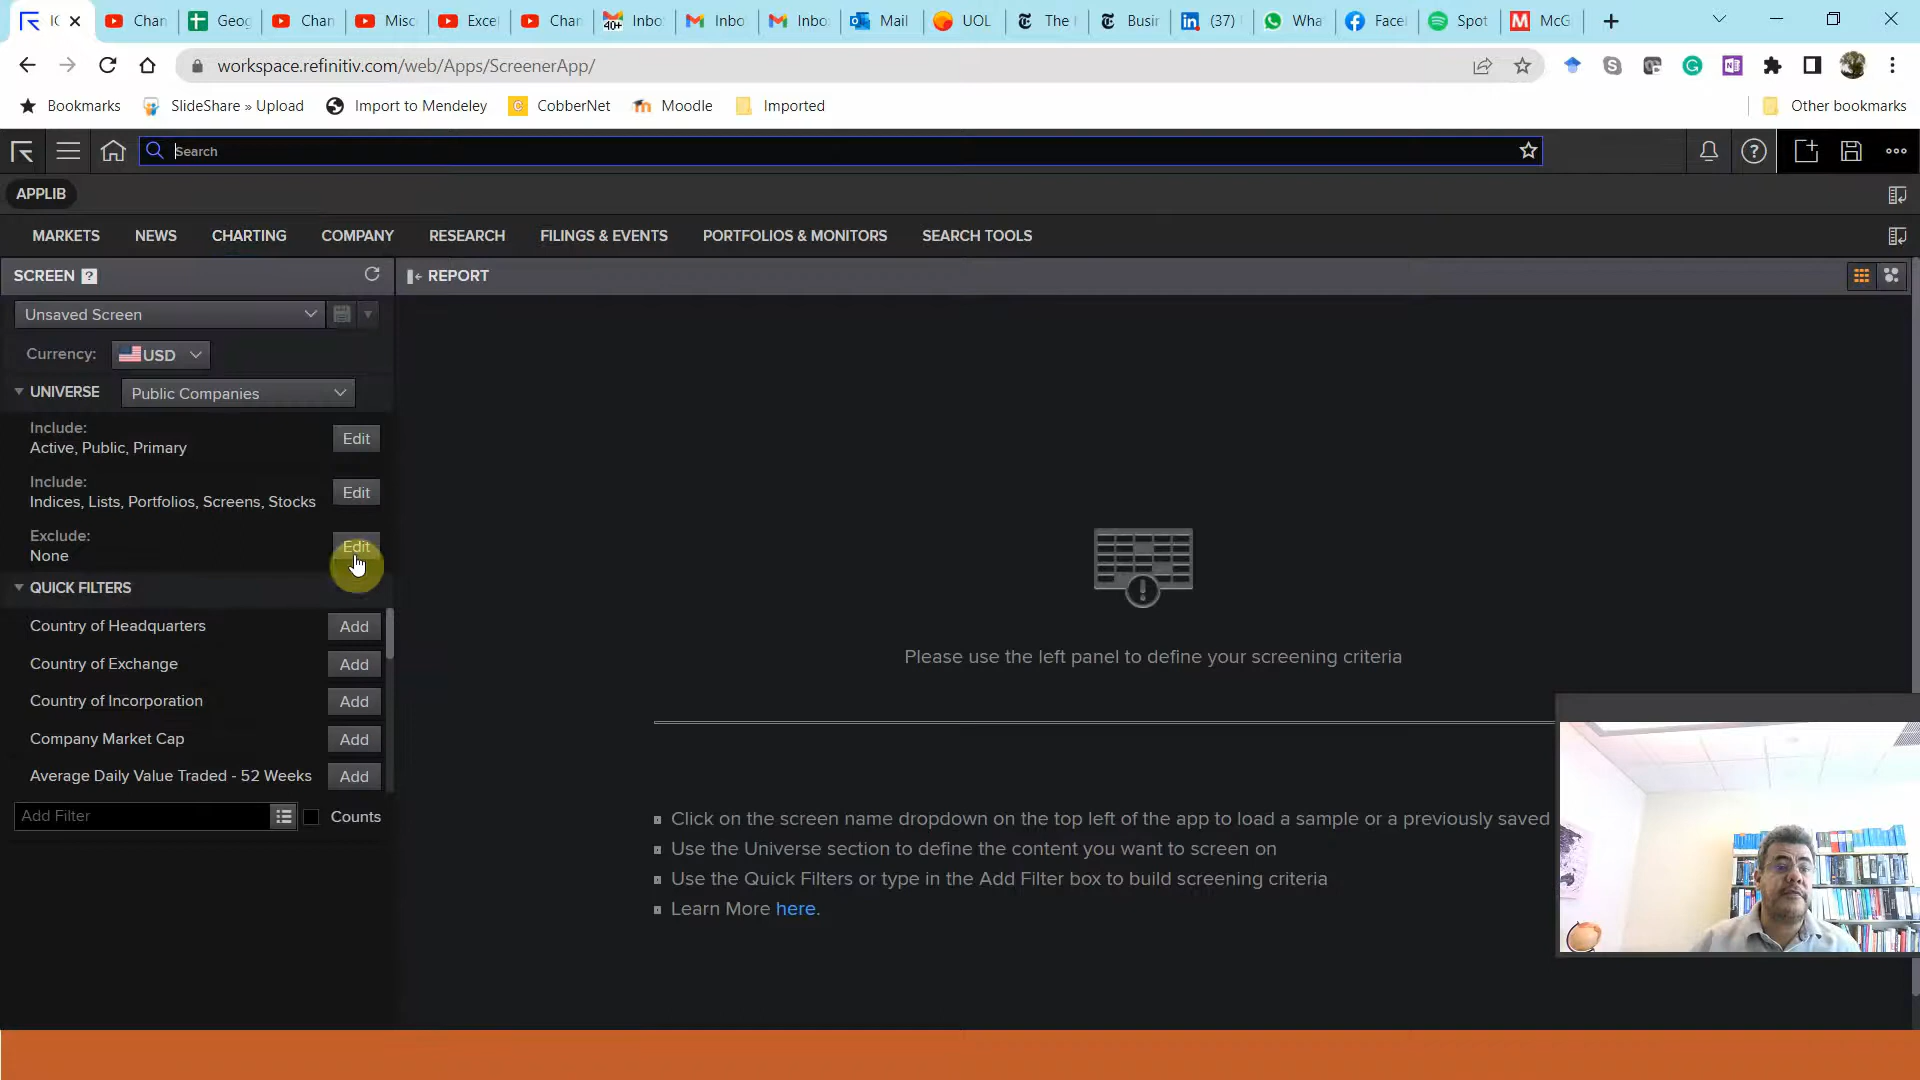 IC
Chan
Geog
Chan
Misc
Exce
Chan
40+
Inbo
Inbo
Inbo
Mail
UOL
The
Busir
(37)
Wha
Face
Spot
McG
workspace.refinitiv.com/web/Apps/ScreenerApp/
Bookmarks
SlideShare » Upload
Import to Mendeley
CobberNet
Moodle
Imported
Other bookmarks
Search
APPLIB
MARKETS
NEWS
CHARTING
COMPANY
RESEARCH
FILINGS & EVENTS
PORTFOLIOS & MONITORS
SEARCH TOOLS
SCREEN ?
REPORT
Unsaved Screen
Currency:
USD
UNIVERSE
Public Companies
Include:
Active, Public, Primary
Edit
Include:
Indices, Lists, Portfolios, Screens, Stocks
Edit
Exclude:
None
Edit
QUICK FILTERS
Country of Headquarters
Add
Country of Exchange
Add
Country of Incorporation
Add
Company Market Cap
Add
Average Daily Value Traded - 52 Weeks
Add
Add Filter
Counts
Please use the left panel to define your screening criteria
Click on the screen name dropdown on the top left of the app to load a sample or a previously saved
Use the Universe section to define the content you want to screen on
Use the Quick Filters or type in the Add Filter box to build screening criteria
Learn More here.